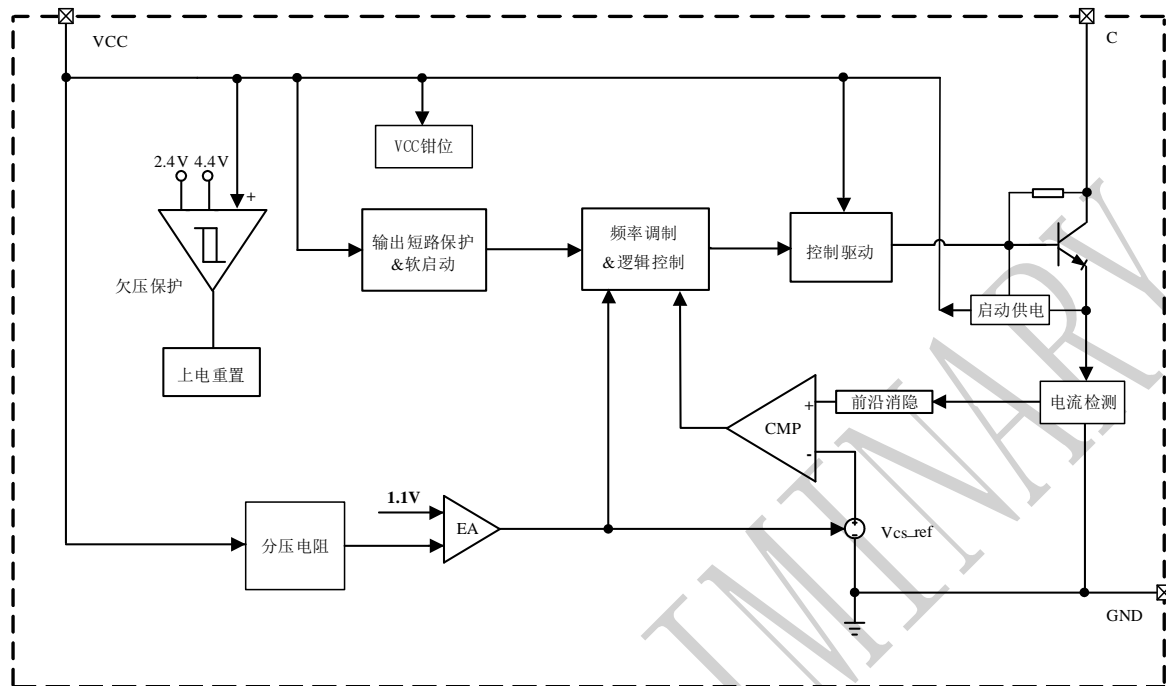 VCC
C
VCC钳位
2.4V 4.4V
+
输出短路保护
&软启动
频率调制
&逻辑控制
控制驱动
欠压保护
启动供电
上电重置
电流检测
前沿消隐
+
CMP
-
1.1V
EA
分压电阻
+
-
Vcs_ref
GND
IMINARY